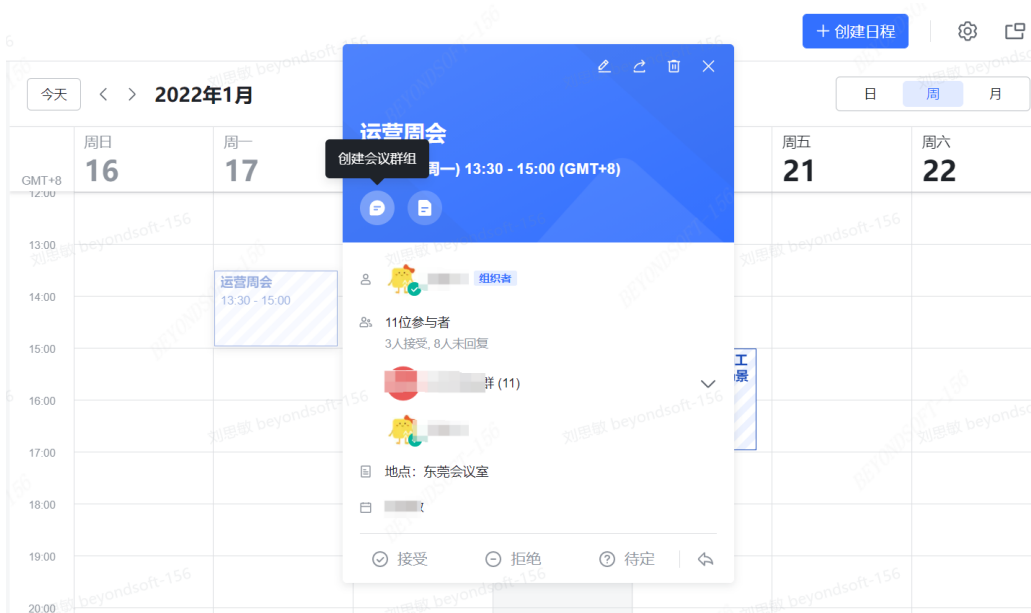 创建日程
今天
2022年1月
日 周 月
GMT+8
周日
16
周一
17
周五
21
周六
22
12:00
13:00
14:00
15:00
16:00
17:00
18:00
19:00
20:00
运营周会
13:30 - 15:00
运营周会
创建会议群组
周一) 13:30 - 15:00 (GMT+8)
组织者
11位参与者
3人接受, 8人未回复
群 (11)
地点：东莞会议室
接受
拒绝
待定
工
景
刘思敏 beyondsoft-156